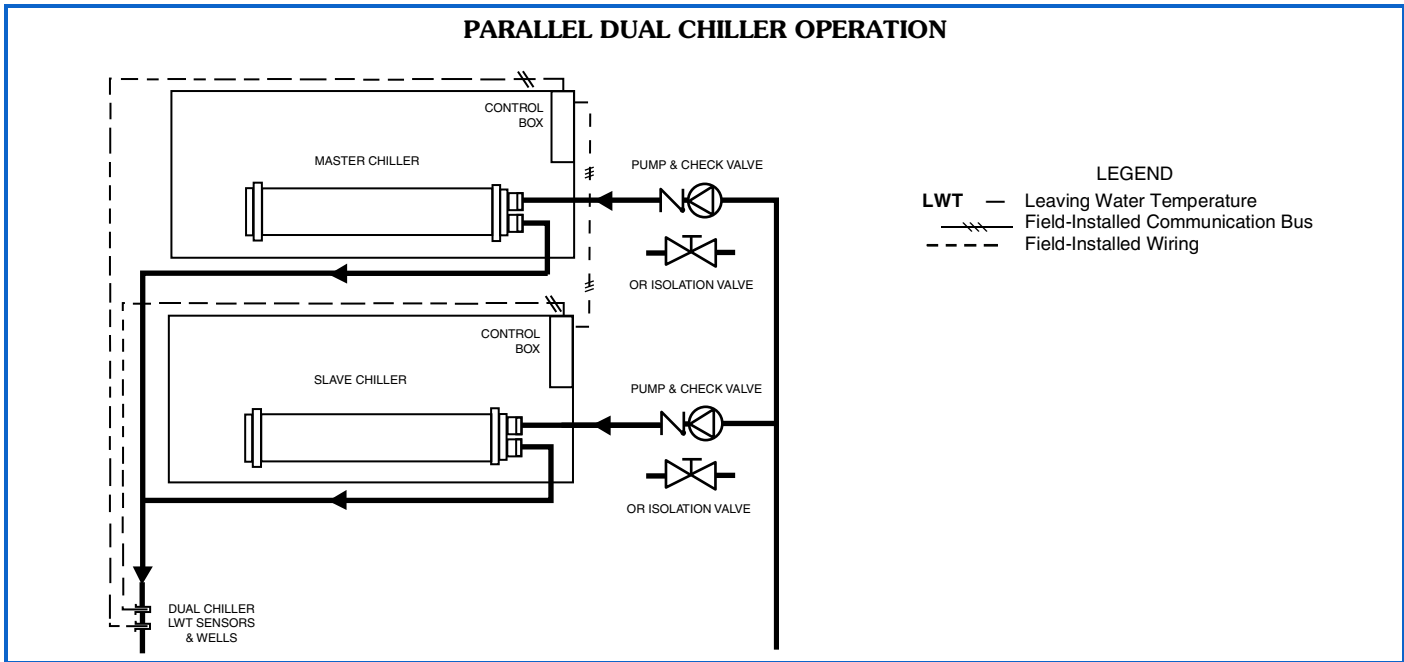 PARALLEL DUAL CHILLER OPERATION
CONTROL
BOX
MASTER CHILLER
PUMP & CHECK VALVE
OR ISOLATION VALVE
CONTROL
BOX
SLAVE CHILLER
PUMP & CHECK VALVE
OR ISOLATION VALVE
DUAL CHILLER
LWT SENSORS
& WELLS
LEGEND
LWT — Leaving Water Temperature
Field-Installed Communication Bus
Field-Installed Wiring